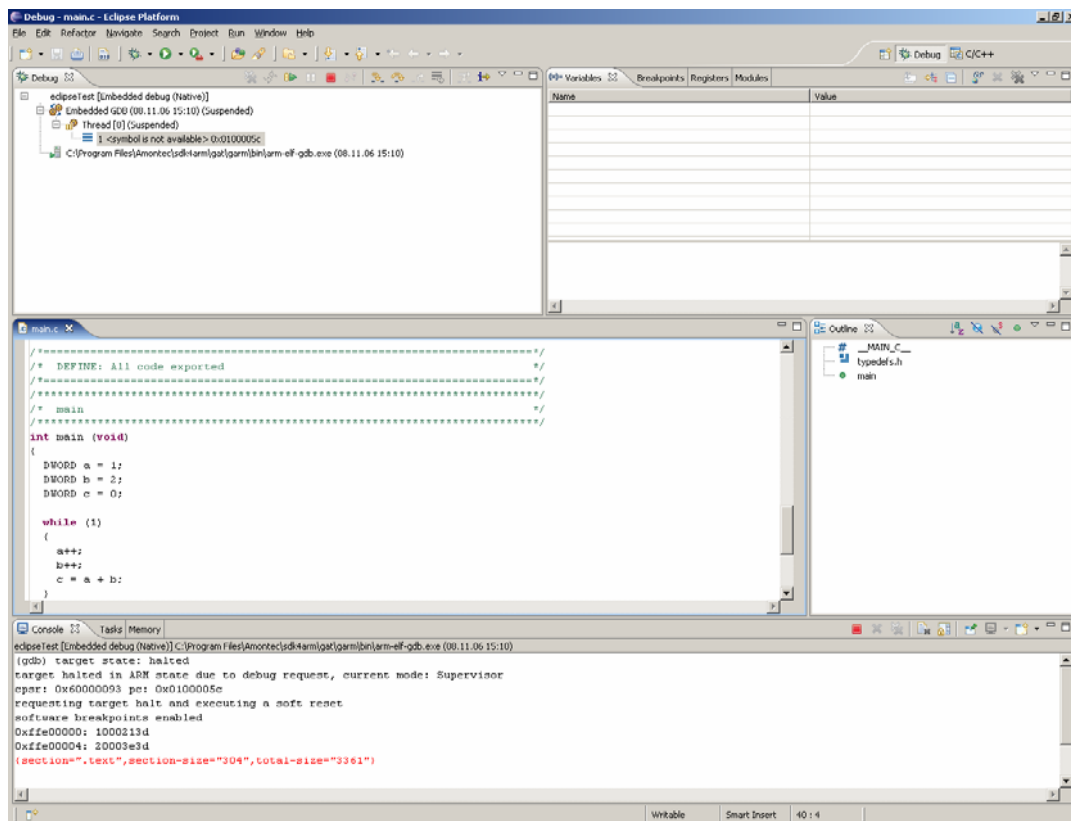 Debug - main.c - Eclipse Platform
File Edit Refactor Navigate Search Project Run Window Help
Debug C/C++
Debug
eclipseTest [Embedded debug (Native)]
Embedded GDB (08.11.06 15:10) (Suspended)
Thread [0] (Suspended)
1 <symbol is not available> 0x0100005c
C:\Program Files\Amontec\sdk4arm\gat\garm\bin\arm-elf-gdb.exe (08.11.06 15:10)
(x)= Variables Breakpoints Registers Modules
Name Value
main.c
/*=========================================================================*/
/* DEFINE: All code exported */
/*=========================================================================*/
/***************************************************************************/
/* main */
/***************************************************************************/
int main (void)
{
DWORD a = 1;
DWORD b = 2;
DWORD c = 0;
while (1)
{
a++;
b++;
c = a + b;
}
Outline
# __MAIN_C__
typedefs.h
main
Console Tasks Memory
eclipseTest [Embedded debug (Native)] C:\Program Files\Amontec\sdk4arm\gat\garm\bin\arm-elf-gdb.exe (08.11.06 15:10)
(gdb) target state: halted
target halted in ARM state due to debug request, current mode: Supervisor
cpsr: 0x60000093 pc: 0x0100005c
requesting target halt and executing a soft reset
software breakpoints enabled
0xffe00000: 1000213d
0xffe00004: 20003e3d
{section=".text",section-size="304",total-size="3361"}
Writable Smart Insert 40 : 4